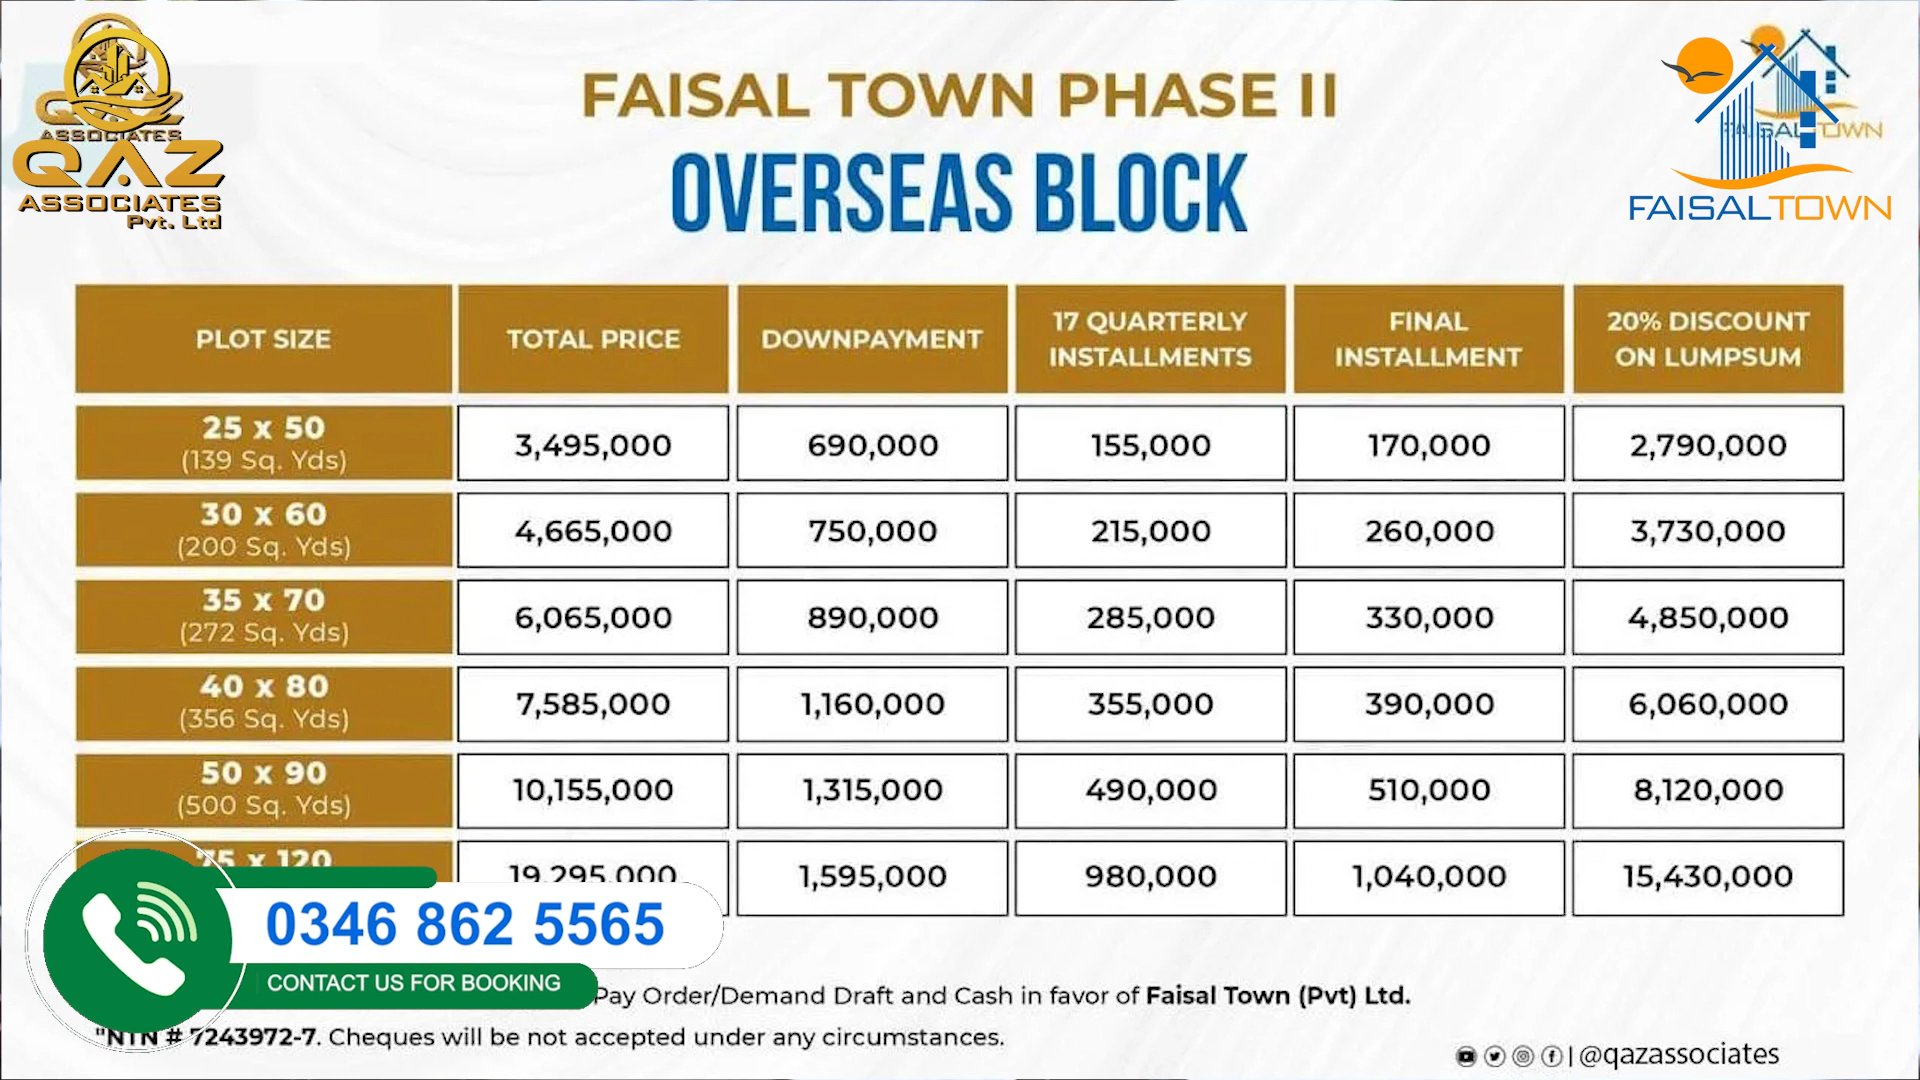 QAZ
ASSOCIATES
QAZ
ASSOCIATES
Pvt. Ltd
FAISAL TOWN PHASE II
OVERSEAS BLOCK
FAISAL TOWN
FAISALTOWN
PLOT SIZE TOTAL PRICE DOWNPAYMENT 17 QUARTERLY INSTALLMENTS FINAL INSTALLMENT 20% DISCOUNT ON LUMPSUM
25 x 50
(139 Sq. Yds) 3,495,000 690,000 155,000 170,000 2,790,000
30 x 60
(200 Sq. Yds) 4,665,000 750,000 215,000 260,000 3,730,000
35 x 70
(272 Sq. Yds) 6,065,000 890,000 285,000 330,000 4,850,000
40 x 80
(356 Sq. Yds) 7,585,000 1,160,000 355,000 390,000 6,060,000
50 x 90
(500 Sq. Yds) 10,155,000 1,315,000 490,000 510,000 8,120,000
75 x 120
19,295,000 1,595,000 980,000 1,040,000 15,430,000
0346 862 5565
CONTACT US FOR BOOKING
Pay Order/Demand Draft and Cash in favor of Faisal Town (Pvt) Ltd.
"NTN # 7243972-7. Cheques will be not accepted under any circumstances.
| @qazassociates